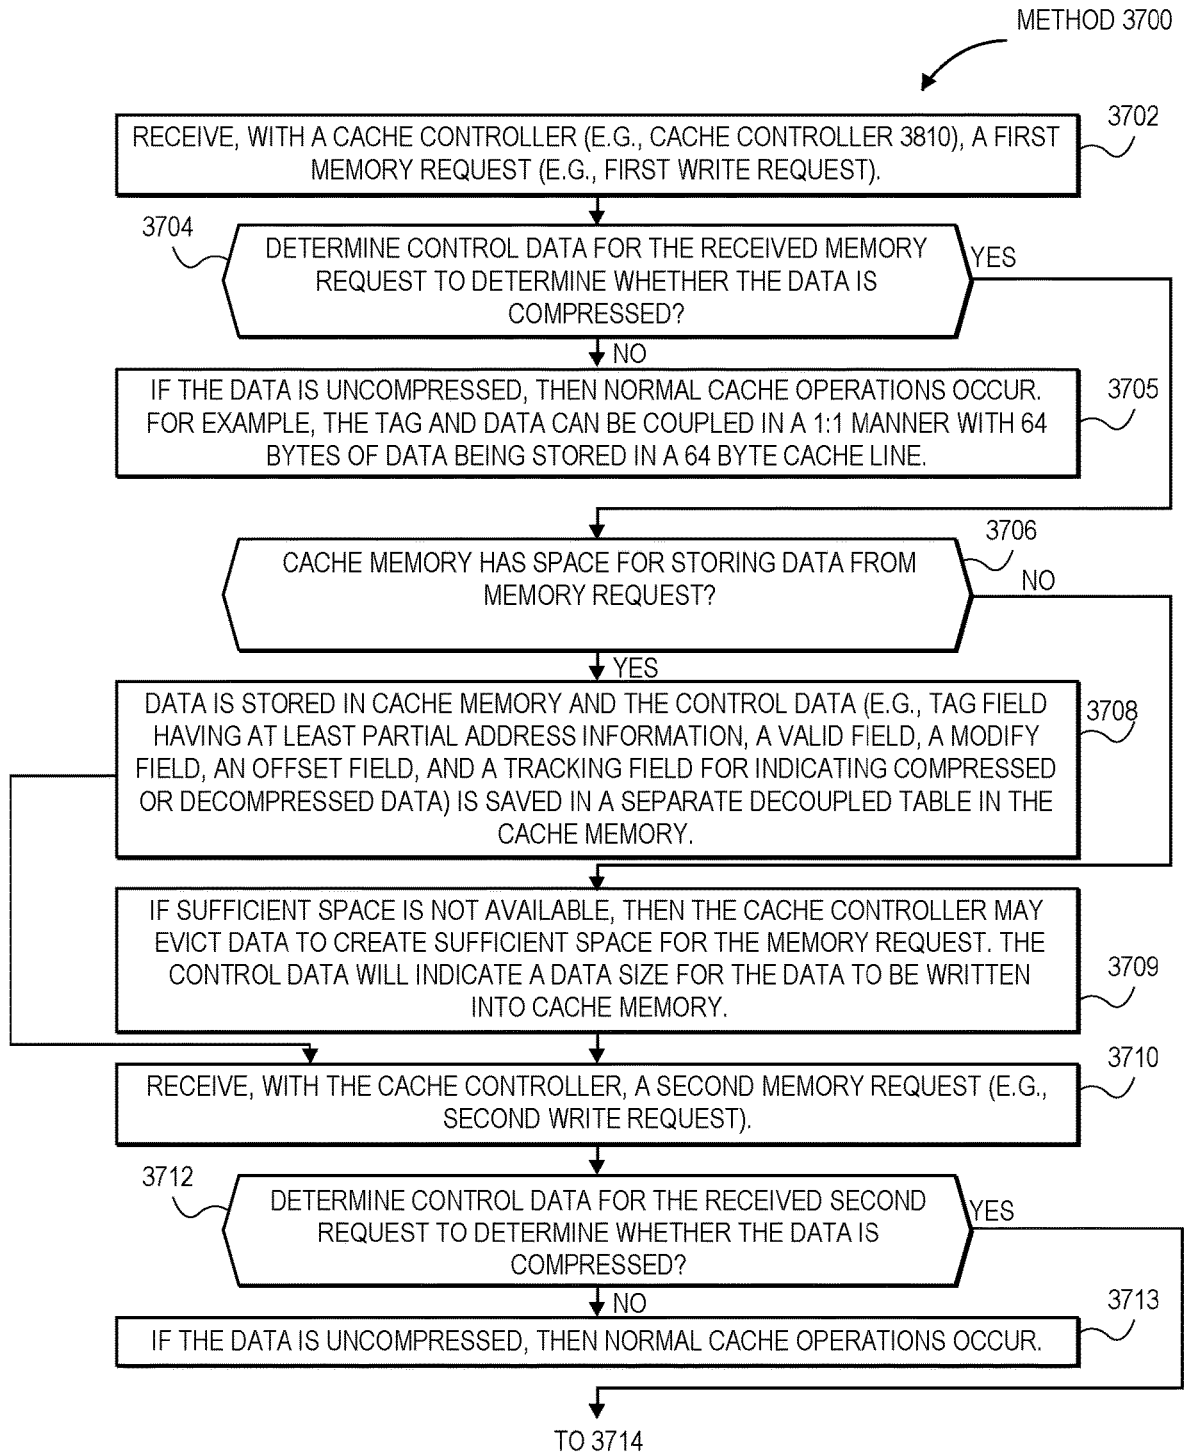 METHOD 3700
3702
RECEIVE, WITH A CACHE CONTROLLER (E.G., CACHE CONTROLLER 3810), A FIRST
MEMORY REQUEST (E.G., FIRST WRITE REQUEST).
3704
DETERMINE CONTROL DATA FOR THE RECEIVED MEMORY
REQUEST TO DETERMINE WHETHER THE DATA IS
COMPRESSED?
YES
NO
3705
IF THE DATA IS UNCOMPRESSED, THEN NORMAL CACHE OPERATIONS OCCUR.
FOR EXAMPLE, THE TAG AND DATA CAN BE COUPLED IN A 1:1 MANNER WITH 64
BYTES OF DATA BEING STORED IN A 64 BYTE CACHE LINE.
3706
CACHE MEMORY HAS SPACE FOR STORING DATA FROM
MEMORY REQUEST?
NO
YES
3708
DATA IS STORED IN CACHE MEMORY AND THE CONTROL DATA (E.G., TAG FIELD
HAVING AT LEAST PARTIAL ADDRESS INFORMATION, A VALID FIELD, A MODIFY
FIELD, AN OFFSET FIELD, AND A TRACKING FIELD FOR INDICATING COMPRESSED
OR DECOMPRESSED DATA) IS SAVED IN A SEPARATE DECOUPLED TABLE IN THE
CACHE MEMORY.
IF SUFFICIENT SPACE IS NOT AVAILABLE, THEN THE CACHE CONTROLLER MAY
EVICT DATA TO CREATE SUFFICIENT SPACE FOR THE MEMORY REQUEST. THE
CONTROL DATA WILL INDICATE A DATA SIZE FOR THE DATA TO BE WRITTEN
INTO CACHE MEMORY.
3709
3710
RECEIVE, WITH THE CACHE CONTROLLER, A SECOND MEMORY REQUEST (E.G.,
SECOND WRITE REQUEST).
3712
DETERMINE CONTROL DATA FOR THE RECEIVED SECOND
REQUEST TO DETERMINE WHETHER THE DATA IS
COMPRESSED?
YES
NO
3713
IF THE DATA IS UNCOMPRESSED, THEN NORMAL CACHE OPERATIONS OCCUR.
TO 3714